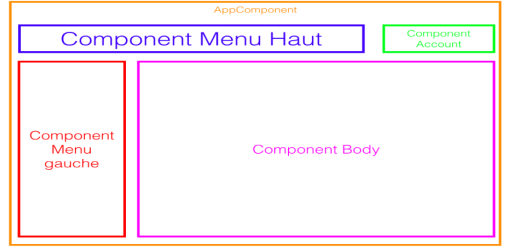 AppComponent
Component Menu Haut
Component
Account
Component
Menu
gauche
Component Body